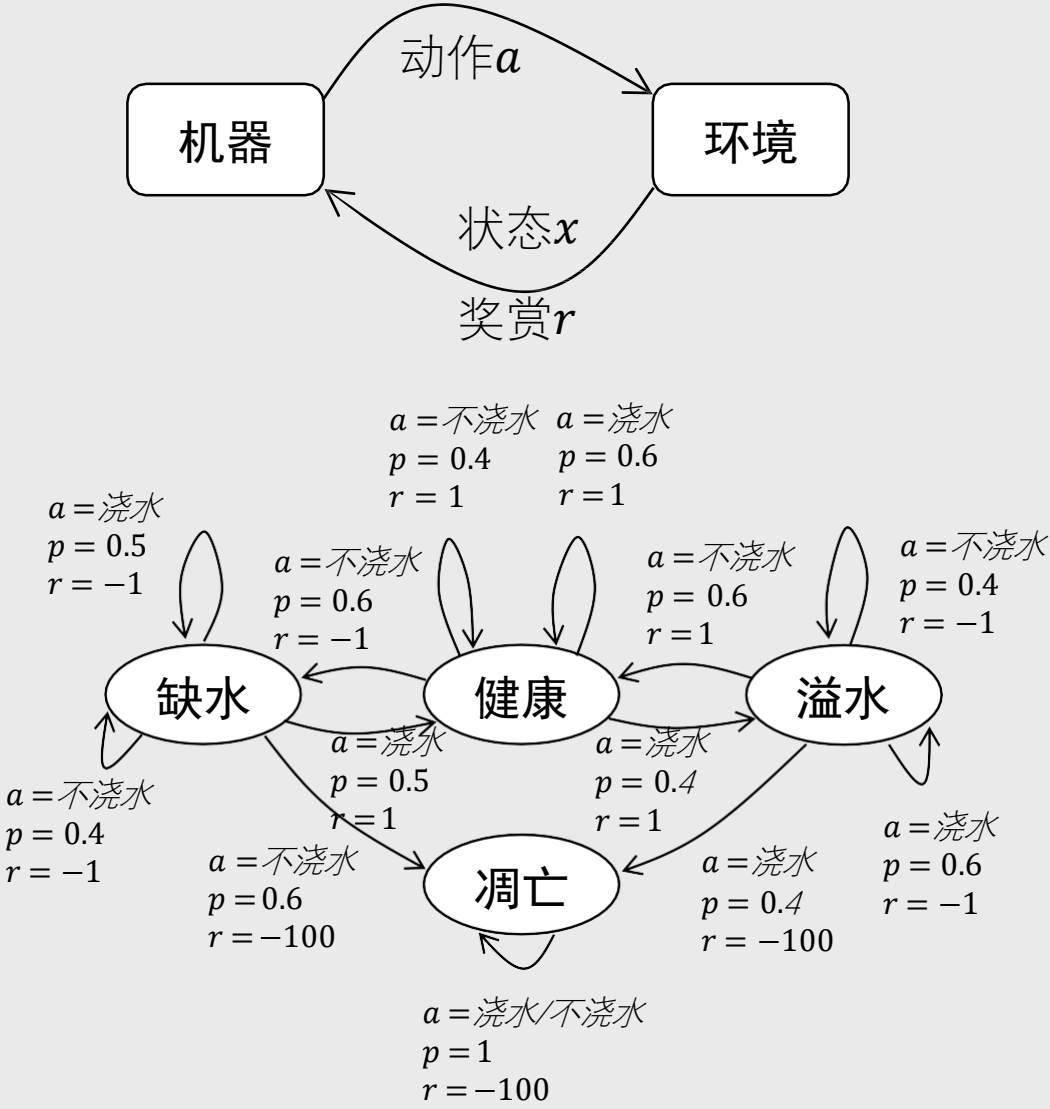 动作a
机器
环境
状态x
奖赏r
a = 不浇水
p = 0.4
r = 1
a = 浇水
p = 0.6
r = 1
a = 浇水
p = 0.5
r = −1
a = 不浇水
p = 0.6
r = −1
a = 不浇水
p = 0.6
r = 1
a = 不浇水
p = 0.4
r = −1
缺水
健康
溢水
a = 浇水
p = 0.5
r = 1
a = 浇水
p = 0.4
r = 1
a = 不浇水
p = 0.4
r = −1
a = 不浇水
p = 0.6
r = −100
凋亡
a = 浇水
p = 0.4
r = −100
a = 浇水
p = 0.6
r = −1
a = 浇水/不浇水
p = 1
r = −100